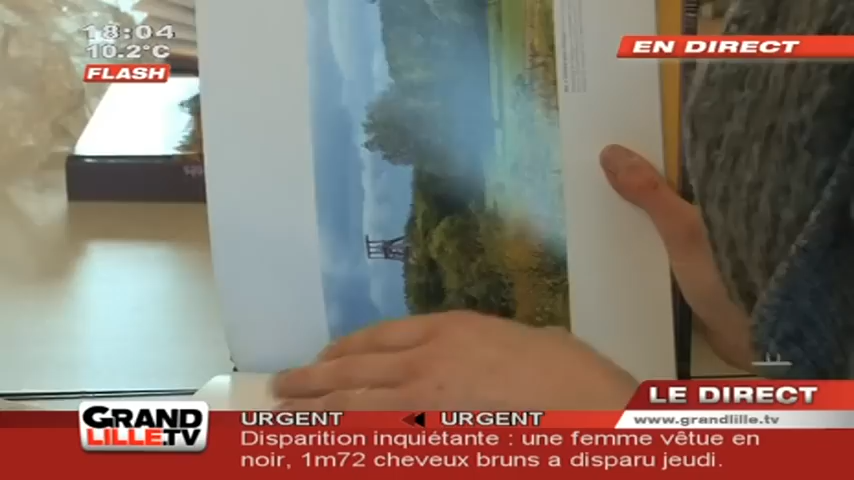 18:04
10.2°C
FLASH
EN DIRECT
LE DIRECT
www.grandlille.tv
GRAND
LILLE.TV
URGENT URGENT
Disparition inquiétante : une femme vêtue en
noir, 1m72 cheveux bruns a disparu jeudi.